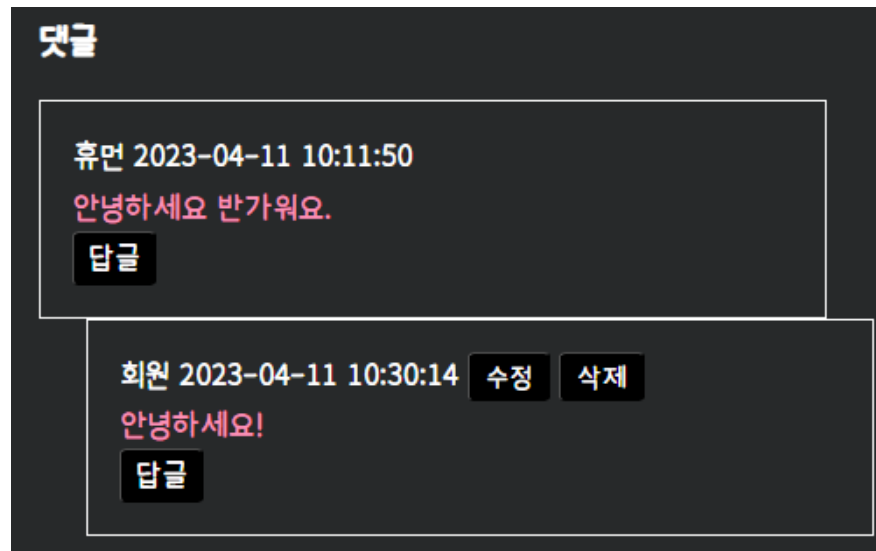 댓글
휴먼 2023-04-11 10:11:50
안녕하세요 반가워요.
답글
회원 2023-04-11 10:30:14 수정 삭제
안녕하세요!
답글